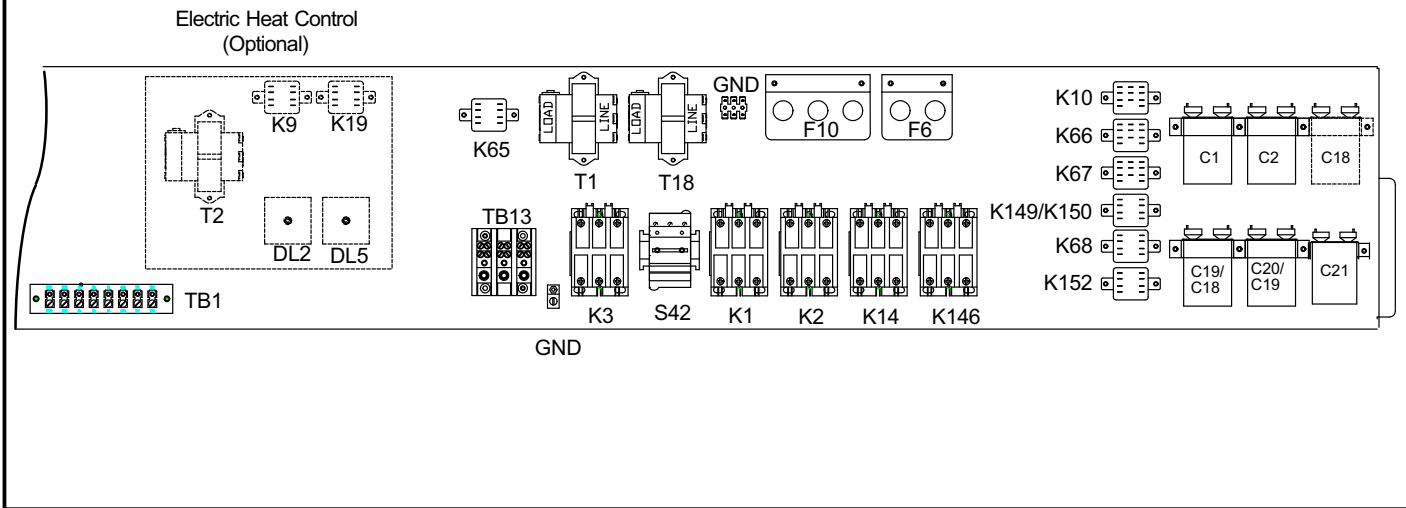 Electric Heat Control
(Optional)
K9
K19
T2
DL2
DL5
TB1
K65
LOAD
LINE
T1
LOAD
LINE
T18
GND
F10
F6
TB13
GND
K3
S42
K1
K2
K14
K146
K10
K66
K67
K149/K150
K68
K152
C1
C2
C18
C19/
C18
C20/
C19
C21